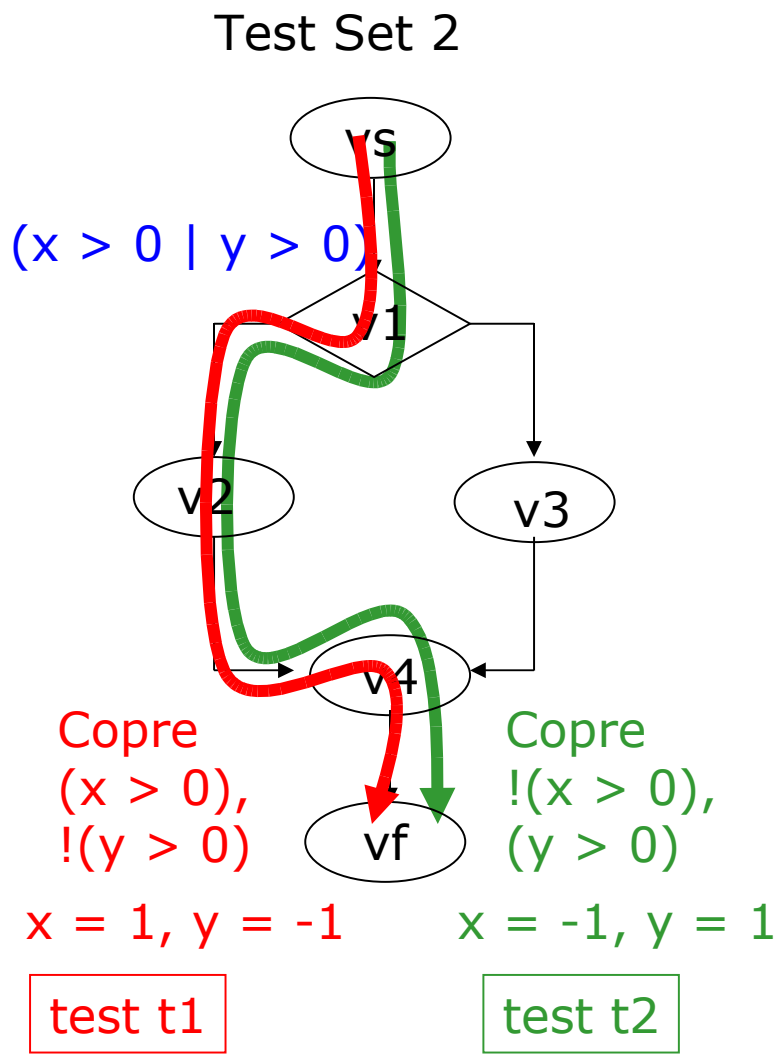 Test Set 2
vs
(x > 0 | y > 0)
v1
v2
v3
v4
Copre
(x > 0),
!(y > 0)
Copre
!(x > 0),
(y > 0)
vf
x = 1, y = -1
x = -1, y = 1
test t1
test t2